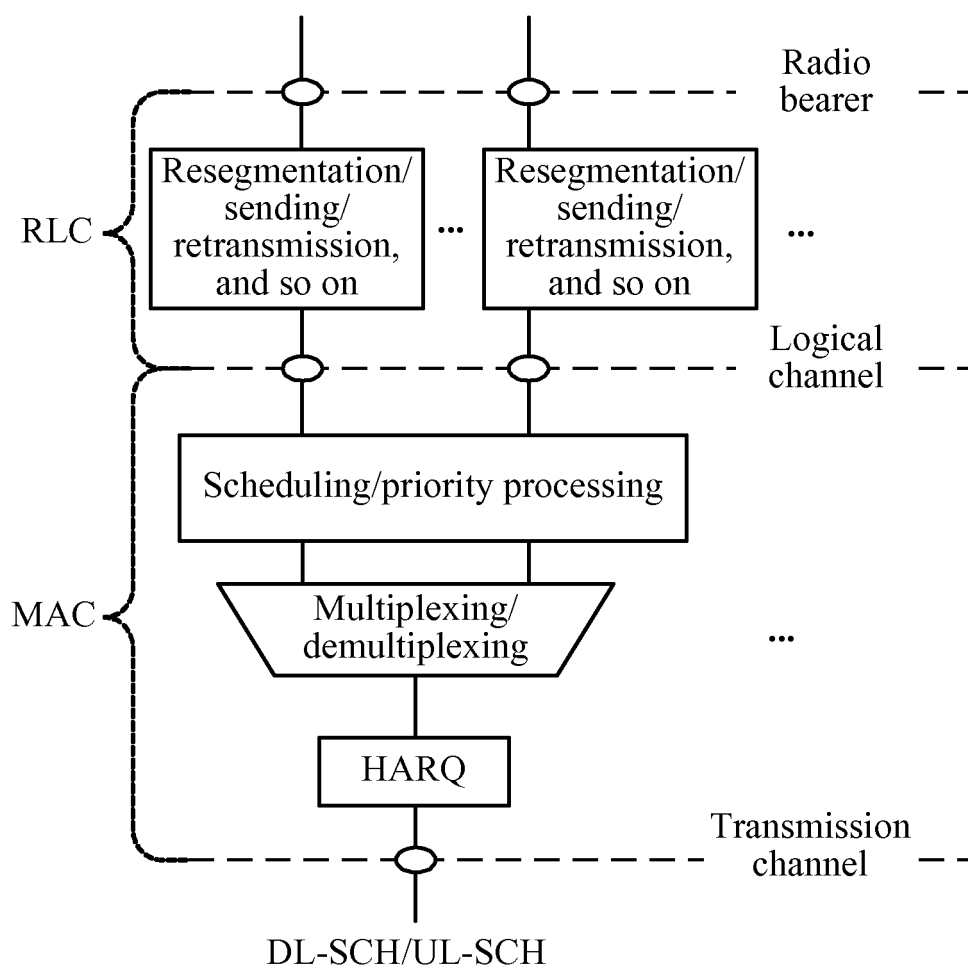 Radio
bearer
RLC
Resegmentation/
sending/
retransmission,
and so on
...
Resegmentation/
sending/
retransmission,
and so on
...
Logical
channel
MAC
Scheduling/priority processing
Multiplexing/
demultiplexing
...
HARQ
Transmission
channel
DL-SCH/UL-SCH